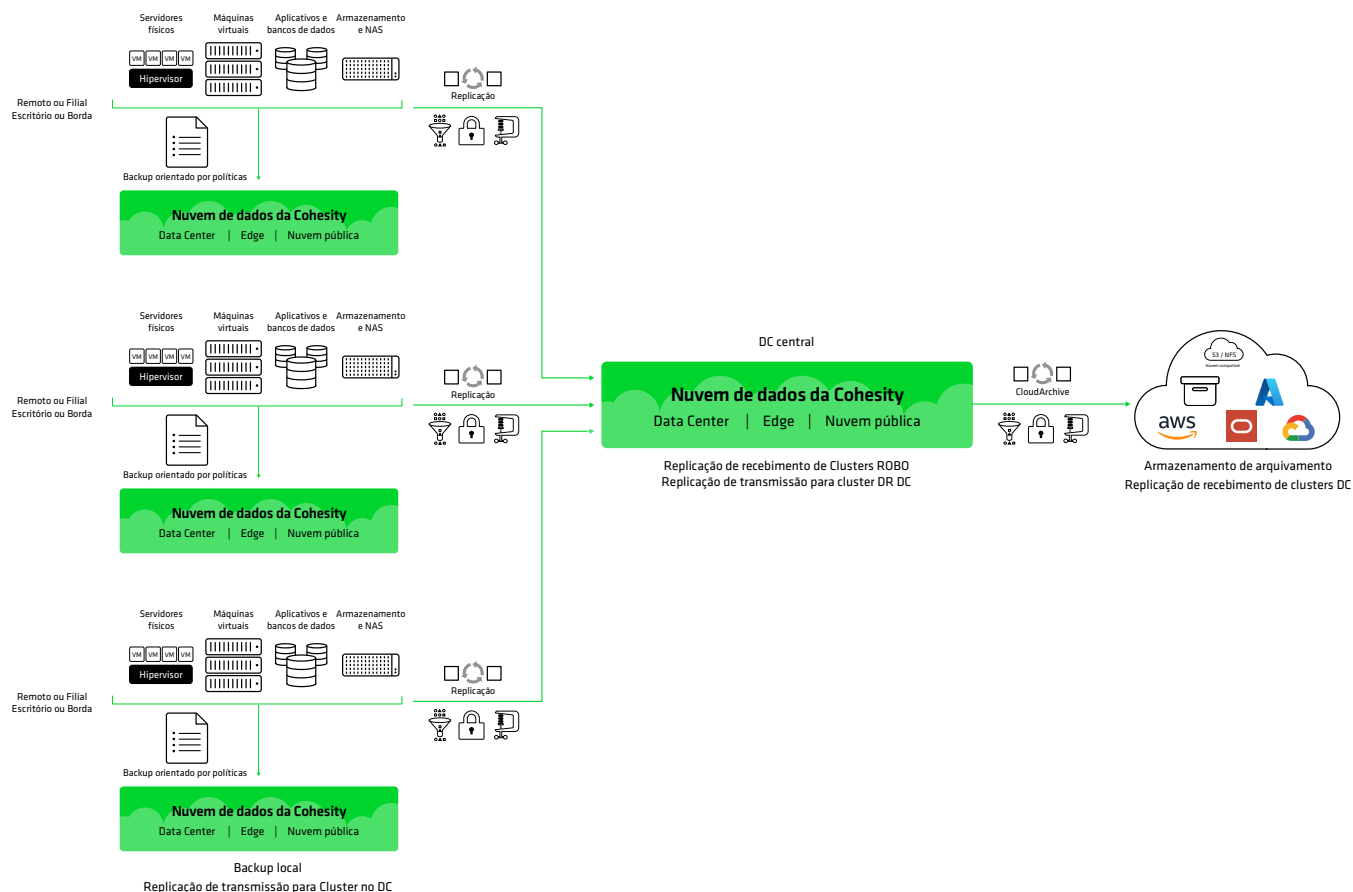 Servidores
físicos
Máquinas
virtuais
Aplicativos e
bancos de dados
Armazenamento
e NAS
VM VM VM VM
Hipervisor
Replicação
Remoto ou Filial
Escritório ou Borda
Backup orientado por políticas
Nuvem de dados da Cohesity
Data Center | Edge | Nuvem pública
Servidores
físicos
Máquinas
virtuais
Aplicativos e
bancos de dados
Armazenamento
e NAS
VM VM VM VM
Hipervisor
Replicação
Remoto ou Filial
Escritório ou Borda
Backup orientado por políticas
Nuvem de dados da Cohesity
Data Center | Edge | Nuvem pública
Servidores
físicos
Máquinas
virtuais
Aplicativos e
bancos de dados
Armazenamento
e NAS
VM VM VM VM
Hipervisor
Replicação
Remoto ou Filial
Escritório ou Borda
Backup orientado por políticas
Nuvem de dados da Cohesity
Data Center | Edge | Nuvem pública
Backup local
Replicação de transmissão para Cluster no DC
DC central
Nuvem de dados da Cohesity
Data Center | Edge | Nuvem pública
Replicação de recebimento de Clusters ROBO
Replicação de transmissão para cluster DR DC
CloudArchive
S3 / NFS
Nuvem compatível
aws
Armazenamento de arquivamento
Replicação de recebimento de clusters DC